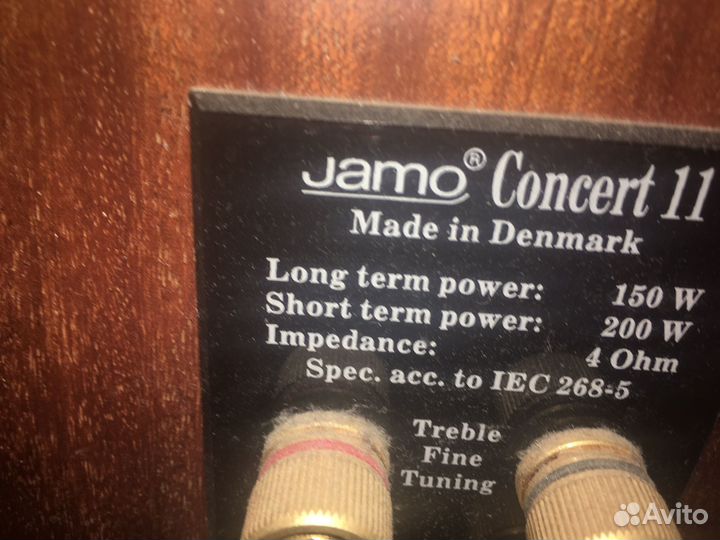 Jamo® Concert 11
Made in Denmark
Long term power: 150 W
Short term power: 200 W
Impedance: 4 Ohm
Spec. acc. to IEC 268-5
Treble
Fine
Tuning
Avito